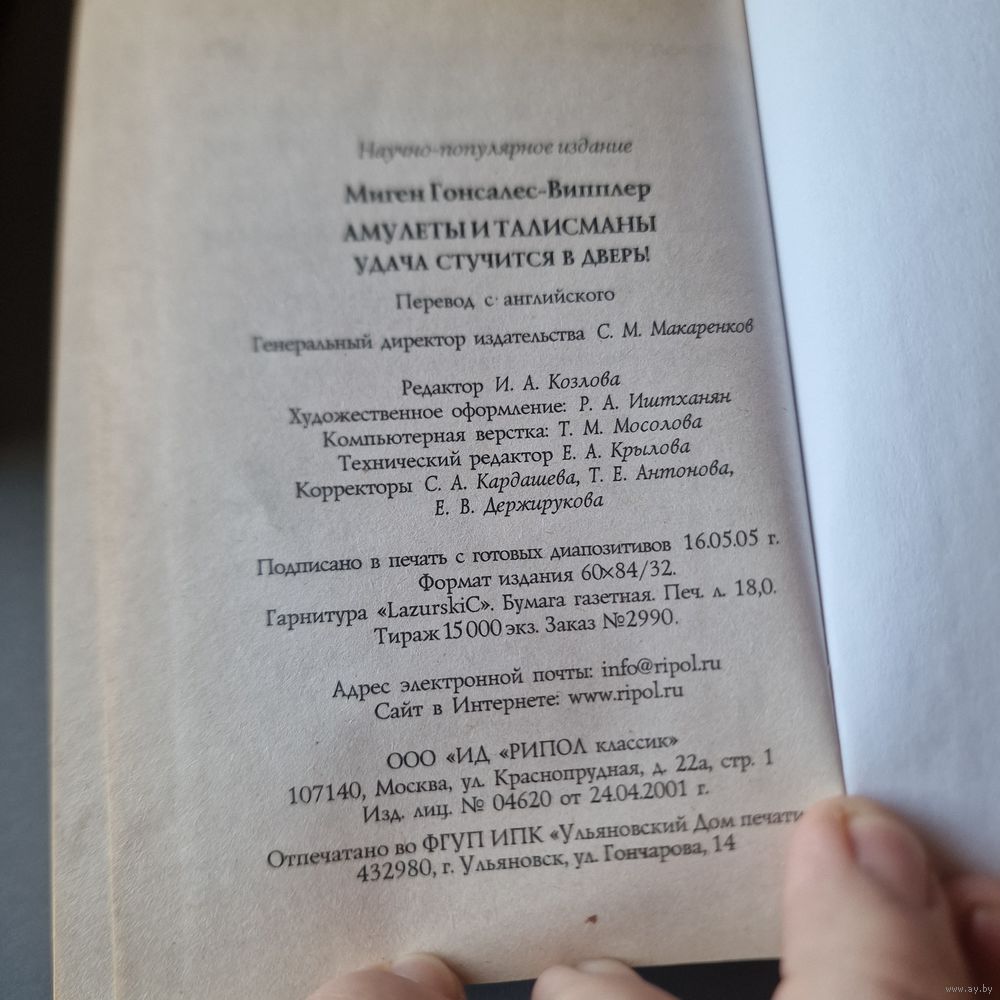 Научно-популярное издание
Миген Гонсалес-Випплер
АМУЛЕТЫ И ТАЛИСМАНЫ
УДАЧА СТУЧИТСЯ В ДВЕРЬ!
Перевод с английского
Генеральный директор издательства С. М. Макаренков
Редактор И. А. Козлова
Художественное оформление: Р. А. Иштханян
Компьютерная верстка: Т. М. Мосолова
Технический редактор Е. А. Крылова
Корректоры С. А. Кардашева, Т. Е. Антонова,
Е. В. Держирукова
Подписано в печать с готовых диапозитивов 16.05.05 г.
Формат издания 60×84/32.
Гарнитура «LazurskiC». Бумага газетная. Печ. л. 18,0.
Тираж 15 000 экз. Заказ №2990.
Адрес электронной почты: info@ripol.ru
Сайт в Интернете: www.ripol.ru
ООО «ИД «РИПОЛ классик»
107140, Москва, ул. Краснопрудная, д. 22а, стр. 1
Изд. лиц. № 04620 от 24.04.2001 г.
Отпечатано во ФГУП ИПК «Ульяновский Дом печати
432980, г. Ульяновск, ул. Гончарова, 14
www.ay.by